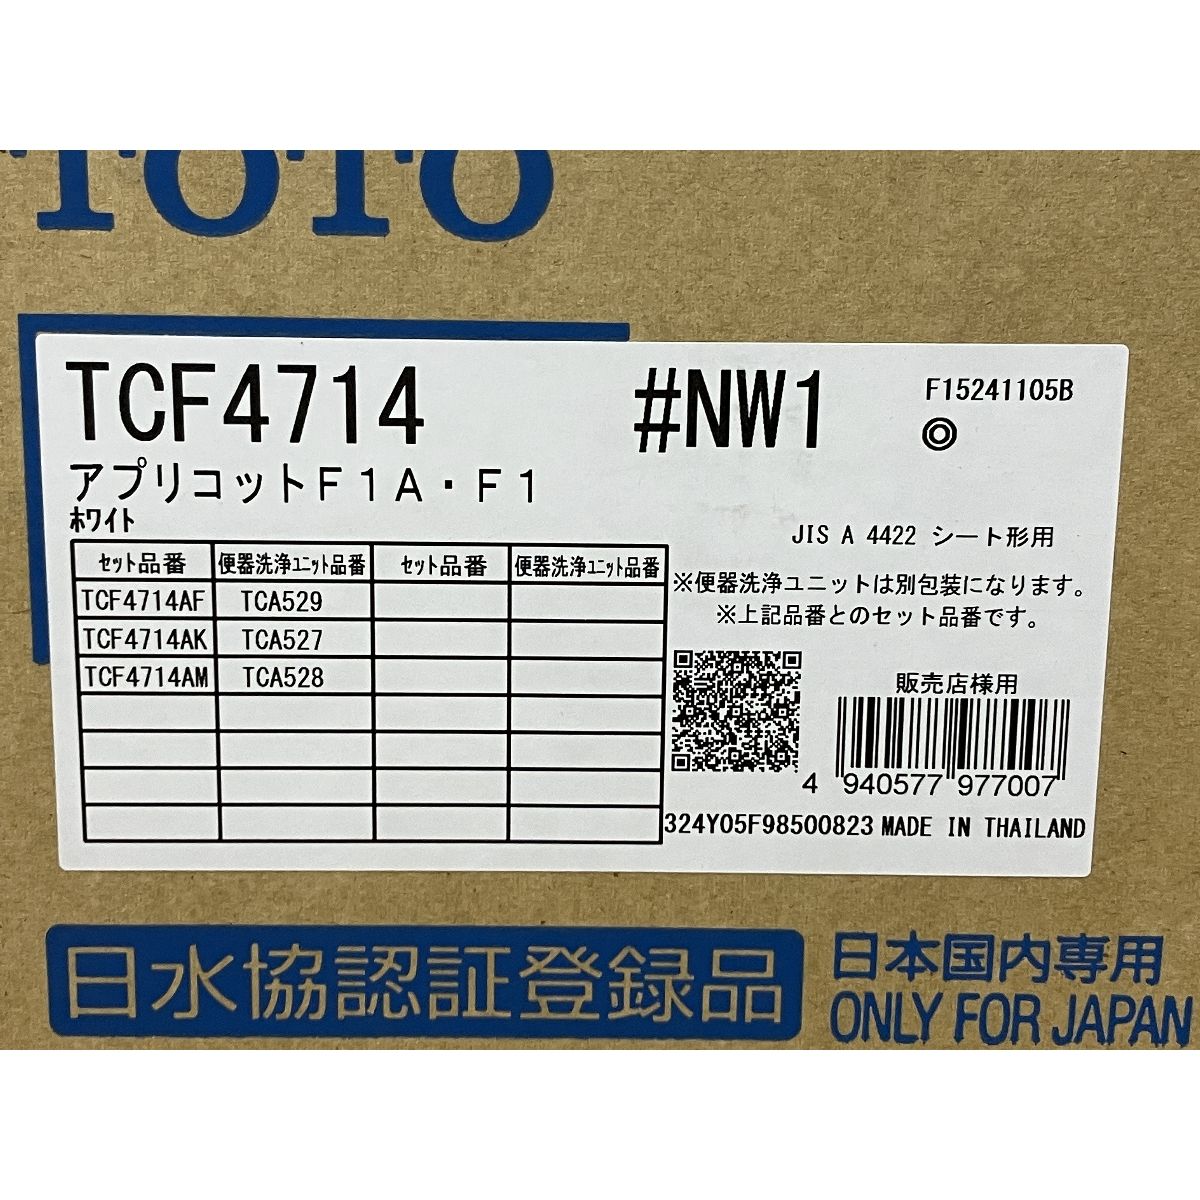 TOTO
TCF4714 #NW1 F15241105B
◎
アプリコットF1A・F1
ホワイト
JIS A 4422 シート形用
セット品番 便器洗浄ユニット品番 セット品番 便器洗浄ユニット品番
TCF4714AF TCA529
TCF4714AK TCA527
TCF4714AM TCA528
※便器洗浄ユニットは別包装になります。
※上記品番とのセット品番です。
販売店様用
4 940577 977007
324Y05F98500823 MADE IN THAILAND
日水協認証登録品
日本国内専用
ONLY FOR JAPAN